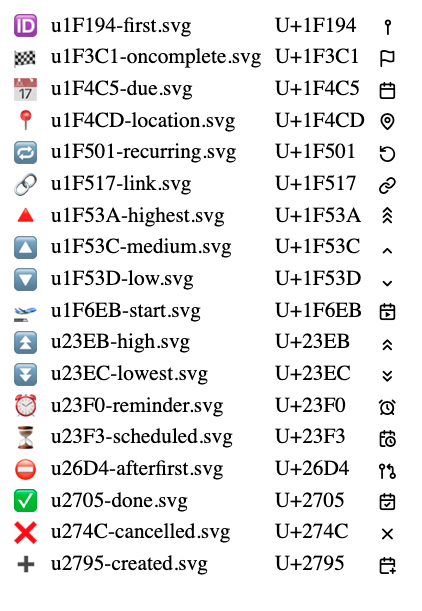 🆔 u1F194-first.svg U+1F194
🏁 u1F3C1-oncomplete.svg U+1F3C1
📅 u1F4C5-due.svg U+1F4C5
📍 u1F4CD-location.svg U+1F4CD
🔁 u1F501-recurring.svg U+1F501
🔗 u1F517-link.svg U+1F517
🔺 u1F53A-highest.svg U+1F53A
🔼 u1F53C-medium.svg U+1F53C
🔽 u1F53D-low.svg U+1F53D
🛫 u1F6EB-start.svg U+1F6EB
⏫ u23EB-high.svg U+23EB
⏬ u23EC-lowest.svg U+23EC
⏰ u23F0-reminder.svg U+23F0
⏳ u23F3-scheduled.svg U+23F3
⛔ u26D4-afterfirst.svg U+26D4
✅ u2705-done.svg U+2705
❌ u274C-cancelled.svg U+274C
➕ u2795-created.svg U+2795